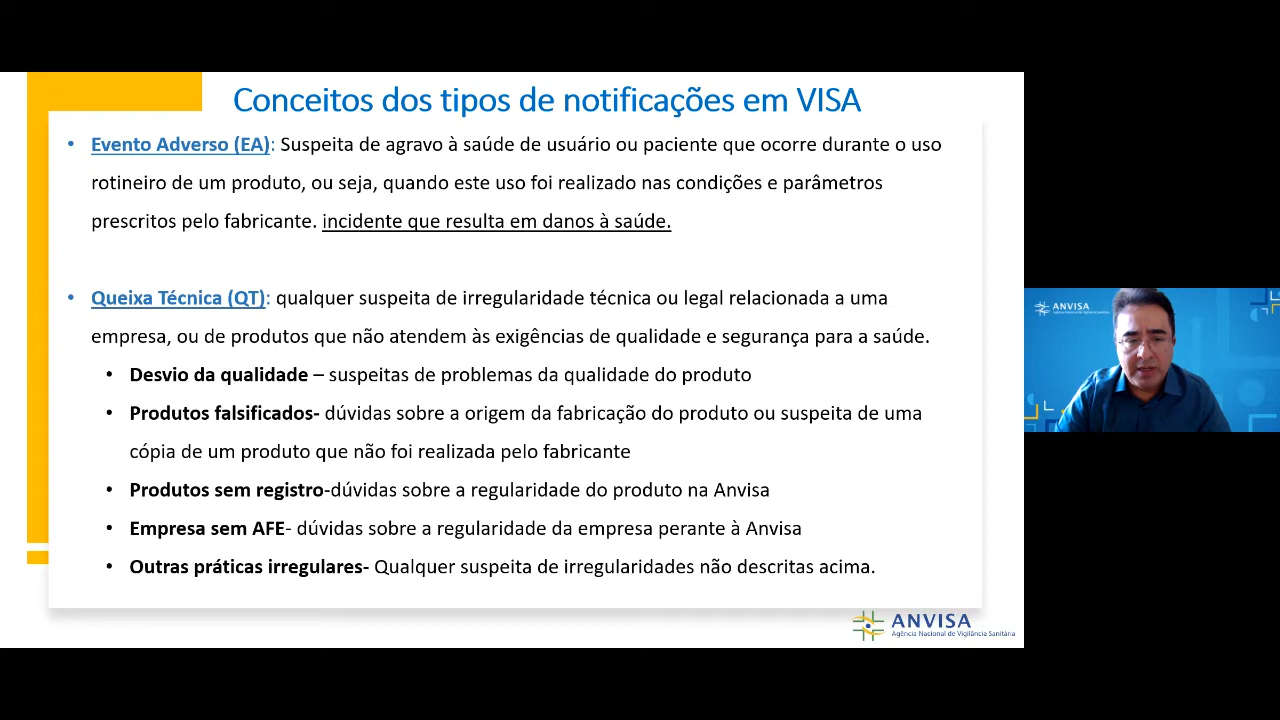 Conceitos dos tipos de notificações em VISA
• Evento Adverso (EA): Suspeita de agravo à saúde de usuário ou paciente que ocorre durante o uso
rotineiro de um produto, ou seja, quando este uso foi realizado nas condições e parâmetros
prescritos pelo fabricante. incidente que resulta em danos à saúde.
• Queixa Técnica (QT): qualquer suspeita de irregularidade técnica ou legal relacionada a uma
empresa, ou de produtos que não atendem às exigências de qualidade e segurança para a saúde.
• Desvio da qualidade – suspeitas de problemas da qualidade do produto
• Produtos falsificados- dúvidas sobre a origem da fabricação do produto ou suspeita de uma
cópia de um produto que não foi realizada pelo fabricante
• Produtos sem registro-dúvidas sobre a regularidade do produto na Anvisa
• Empresa sem AFE- dúvidas sobre a regularidade da empresa perante à Anvisa
• Outras práticas irregulares- Qualquer suspeita de irregularidades não descritas acima.
ANVISA
Agência Nacional de Vigilância Sanitária
ANVISA
Agência Nacional de Vigilância Sanitária